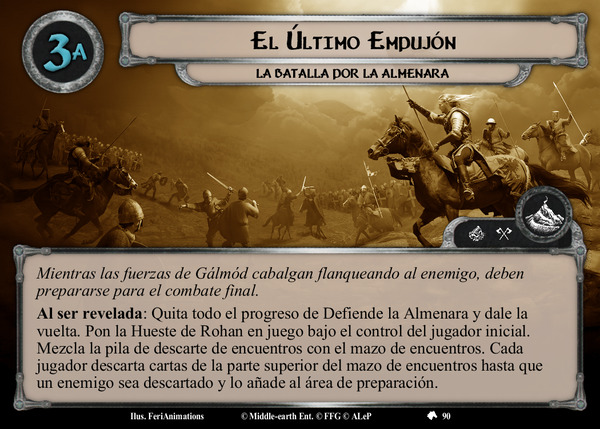 3A
El Último Empujón
La Batalla por la Almenara
Mientras las fuerzas de Gálmód cabalgan flanqueando al enemigo, deben
prepararse para el combate final.
Al ser revelada: Quita todo el progreso de Defiende la Almenara y dale la
vuelta. Pon la Hueste de Rohan en juego bajo el control del jugador inicial.
Mezcla la pila de descarte de encuentros con el mazo de encuentros. Cada
jugador descarta cartas de la parte superior del mazo de encuentros hasta que
un enemigo sea descartado y lo añade al área de preparación.
Ilus. FeriAnimations © Middle-earth Ent. © FFG © ALeP 90